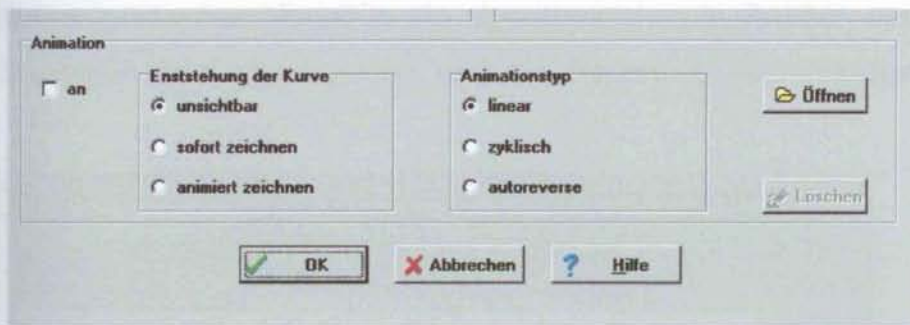 Animation
an
Enststehung der Kurve
unsichtbar
sofort zeichnen
animiert zeichnen
Animationstyp
linear
zyklisch
autoreverse
Öffnen
Löschen
OK
Abbrechen
Hilfe